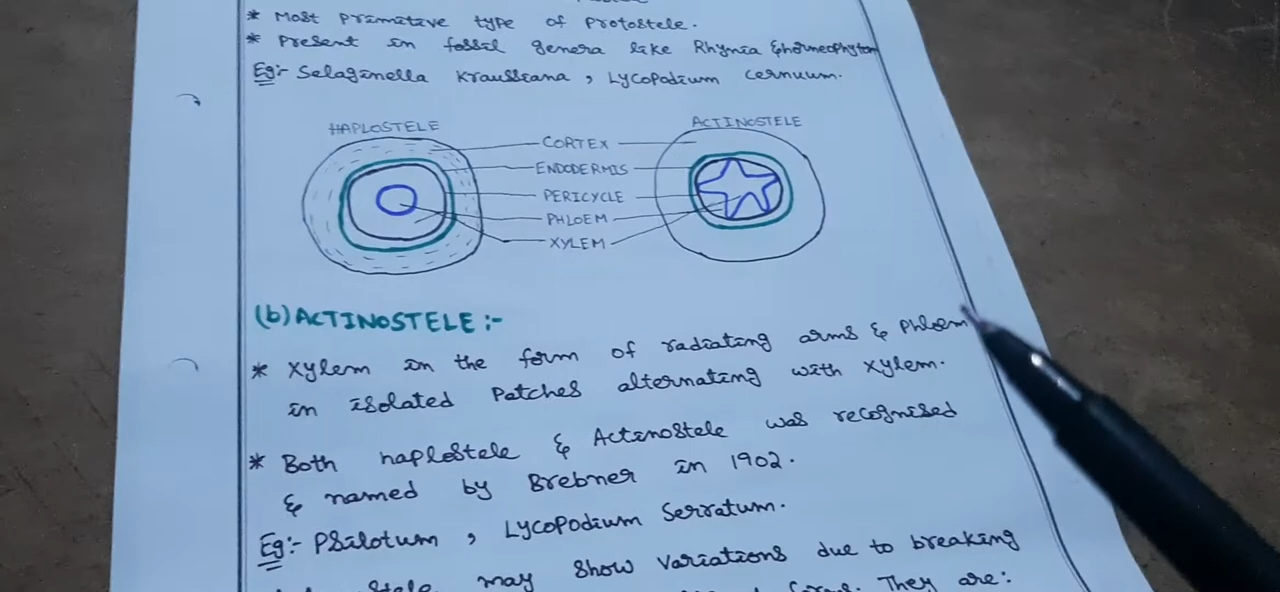 * Most primitive type of Protostele.
* Present in fossil genera like Rhynia & horneophyton
Eg:- Selaginella Kraussiana, Lycopodium cernuum.
HAPLOSTELE
ACTINOSTELE
CORTEX
ENDODERMIS
PERICYCLE
PHLOEM
XYLEM
(b) ACTINOSTELE :-
* Xylem in the form of radiating arms & Phloem
in isolated Patches alternating with xylem.
* Both haplostele & Actinostele was recognised
& named by Brebner in 1902.
Eg:- Psilotum, Lycopodium Serratum.
may show variations due to breaking
They are: